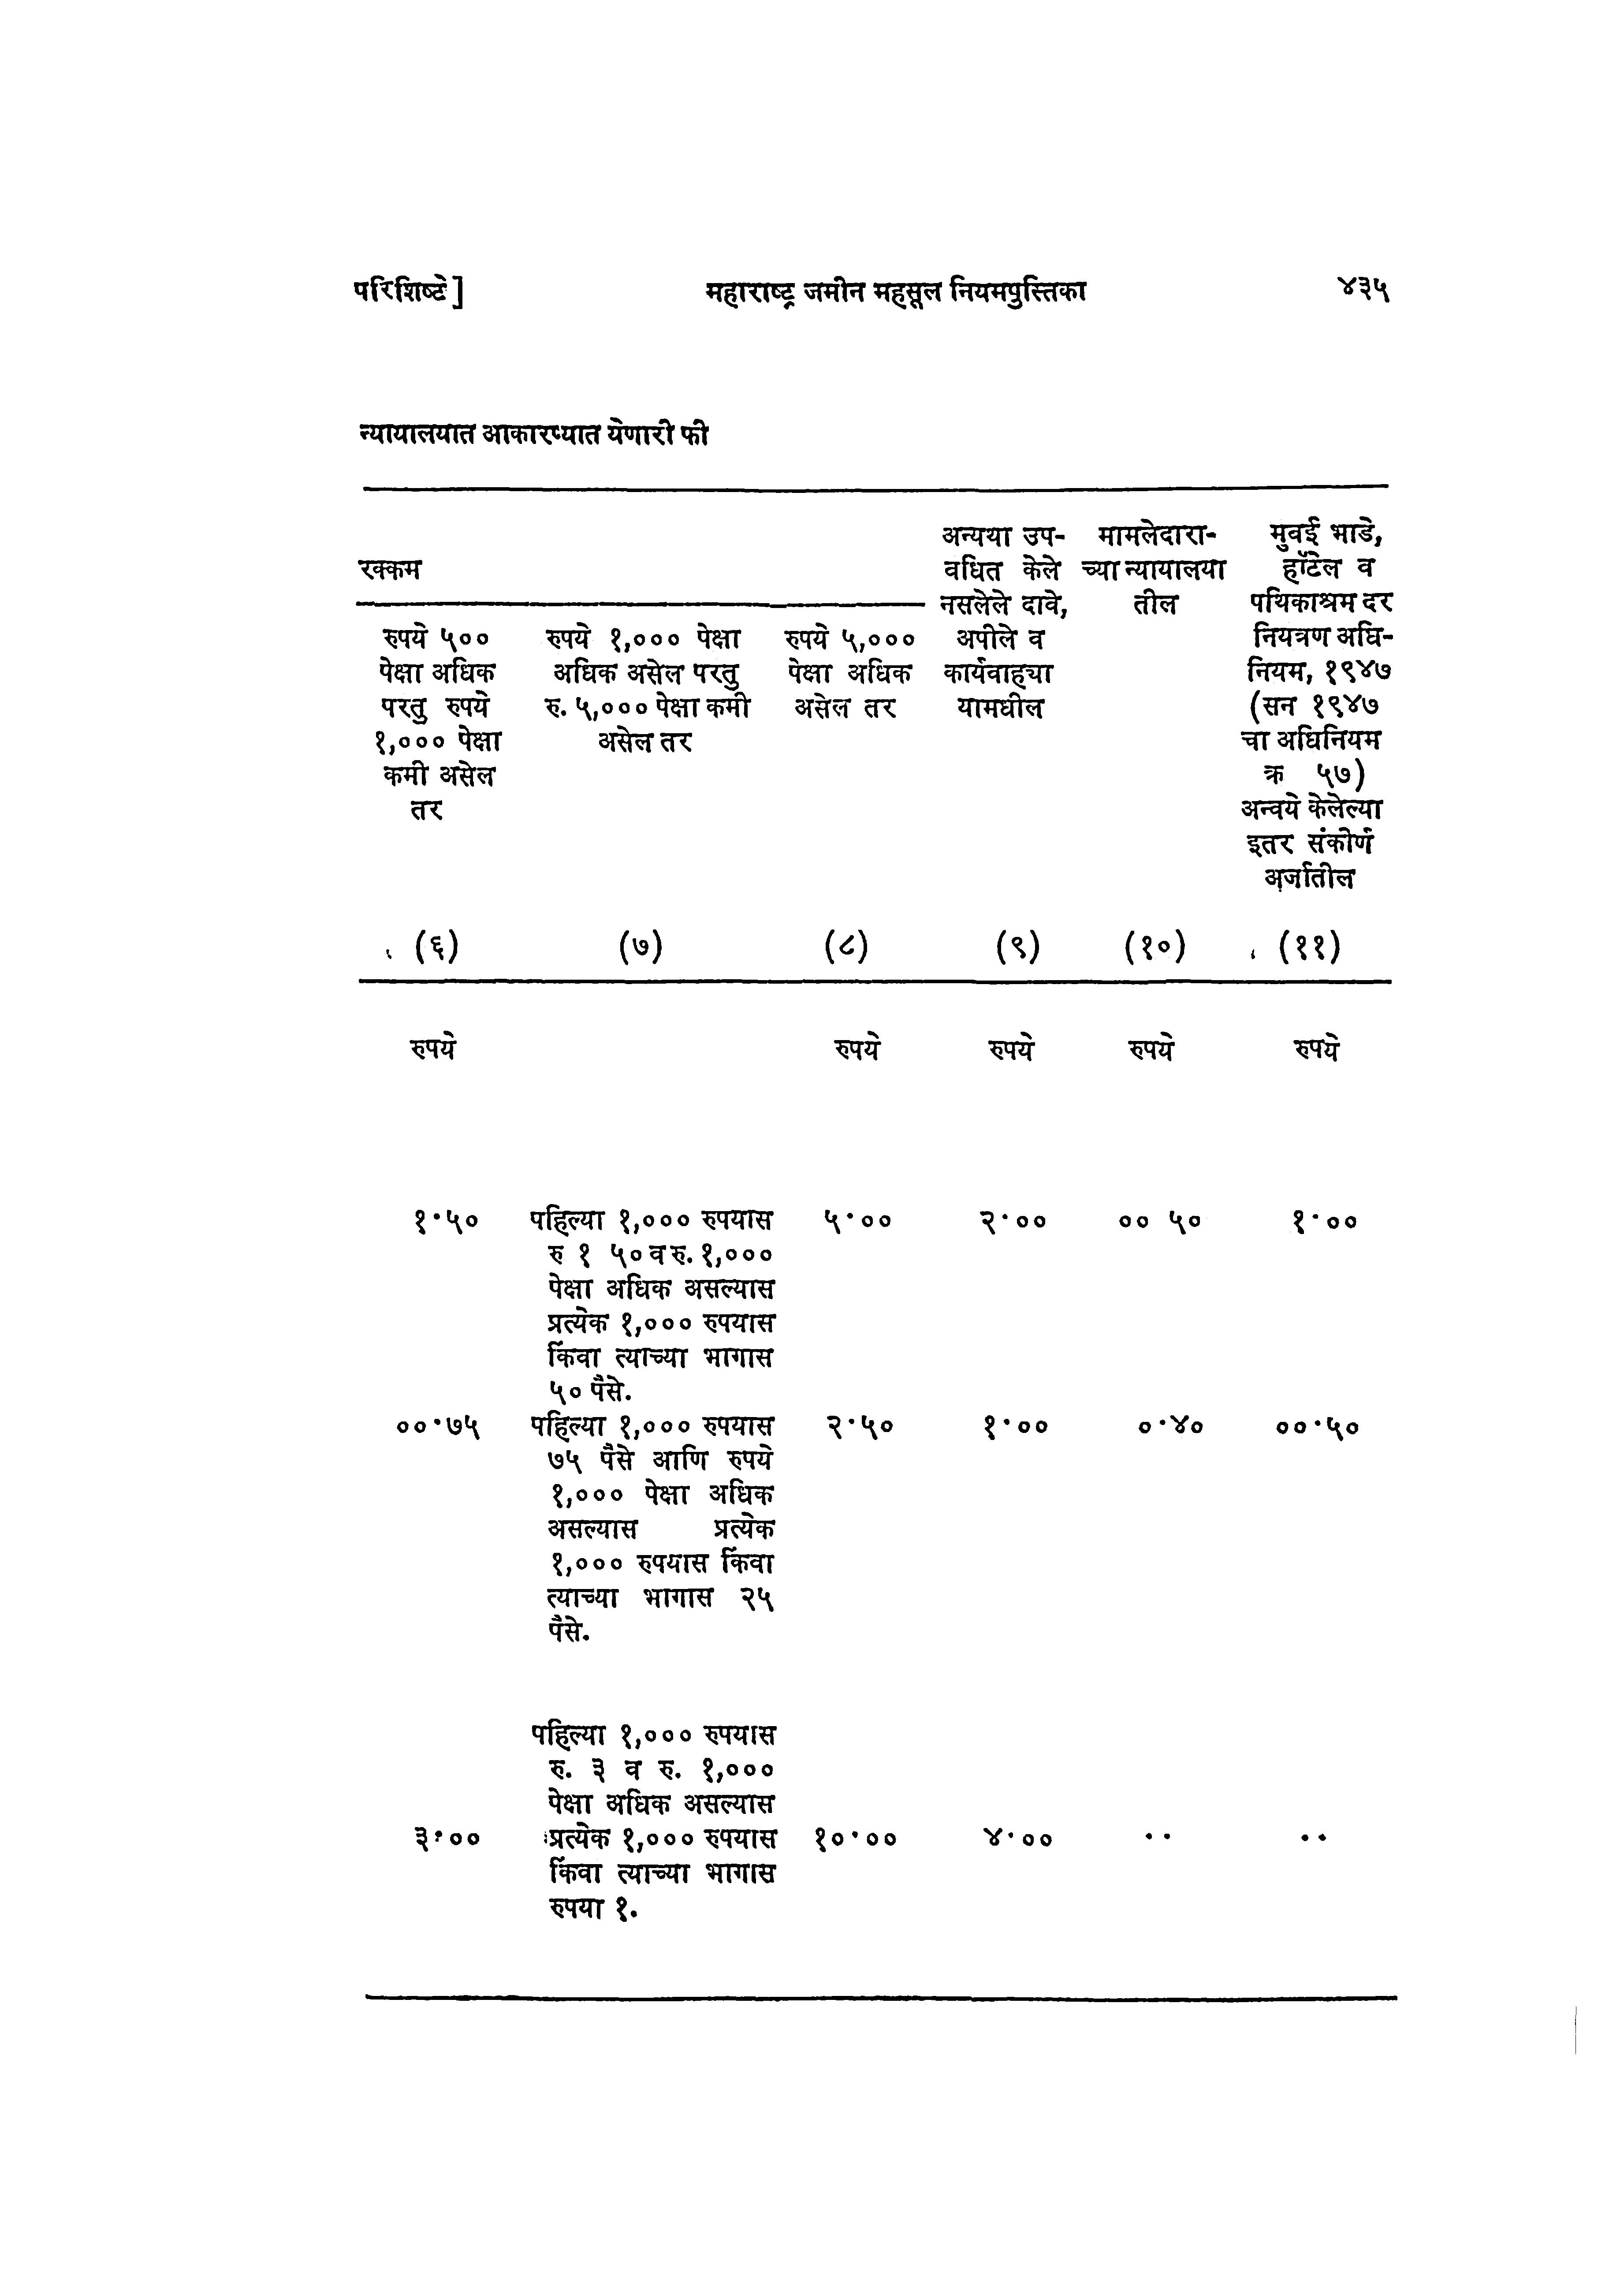 परिशिष्टे] महाराष्ट्र जमीन महसूल नियमपुस्तिका ४३५
न्यायालयात आकारण्यात येणारी फी
रक्कम
रुपये ५००
पेक्षा अधिक
परतु रुपये
१,००० पेक्षा
कमी असेल
तर
रुपये १,००० पेक्षा
अधिक असेल परतु
रु. ५,००० पेक्षा कमी
असेल तर
रुपये ५,०००
पेक्षा अधिक
असेल तर
अन्यथा उप-
वधित केले
नसलेले दावे,
अपीले व
कार्यवाह्या
यामधील
मामलेदारा-
च्या न्यायालया
तील
मुवई भाडे,
हॉटेल व
पथिकाश्रम दर
नियत्रण अधि-
नियम, १९४७
(सन १९४७
चा अधिनियम
क्र ५७)
अन्वये केलेल्या
इतर संकीर्ण
अर्जातील
(६) (७) (८) (९) (१०) (११)
रुपये रुपये रुपये रुपये रुपये
१·५० पहिल्या १,००० रुपयास ५·०० २·०० ०० ५० १·००
रु १ ५० व रु. १,०००
पेक्षा अधिक असल्यास
प्रत्येक १,००० रुपयास
किंवा त्याच्या भागास
५० पैसे.
००·७५ पहिल्या १,००० रुपयास २·५० १·०० ०·४० ००·५०
७५ पैसे आणि रुपये
१,००० पेक्षा अधिक
असल्यास प्रत्येक
१,००० रुपयास किंवा
त्याच्या भागास २५
पैसे.
पहिल्या १,००० रुपयास
रु. ३ व रु. १,०००
पेक्षा अधिक असल्यास
३·०० प्रत्येक १,००० रुपयास १०·०० ४·०० ·· ··
किंवा त्याच्या भागास
रुपया १.